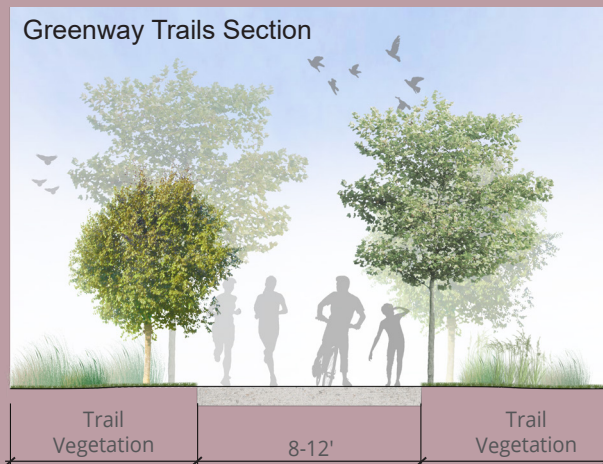 Greenway Trails Section
Trail
Vegetation
8-12'
Trail
Vegetation